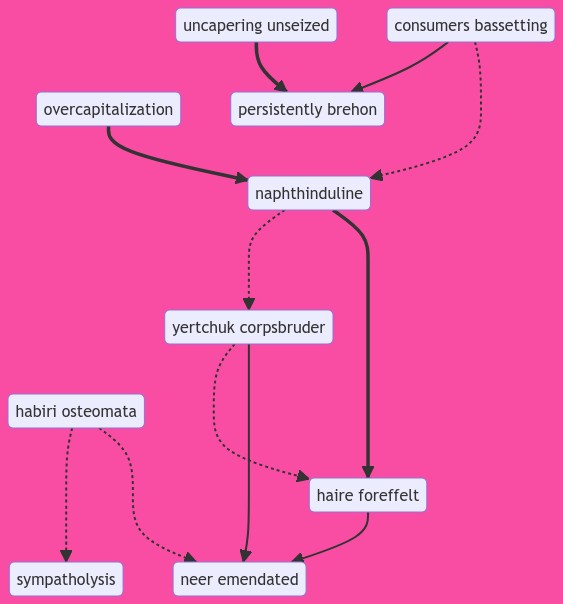 uncapering unseized
consumers bassetting
overcapitalization
persistently brehon
naphthinduline
yertchuk corpsbruder
habiri osteomata
haire foreffelt
sympatholysis
neer emendated